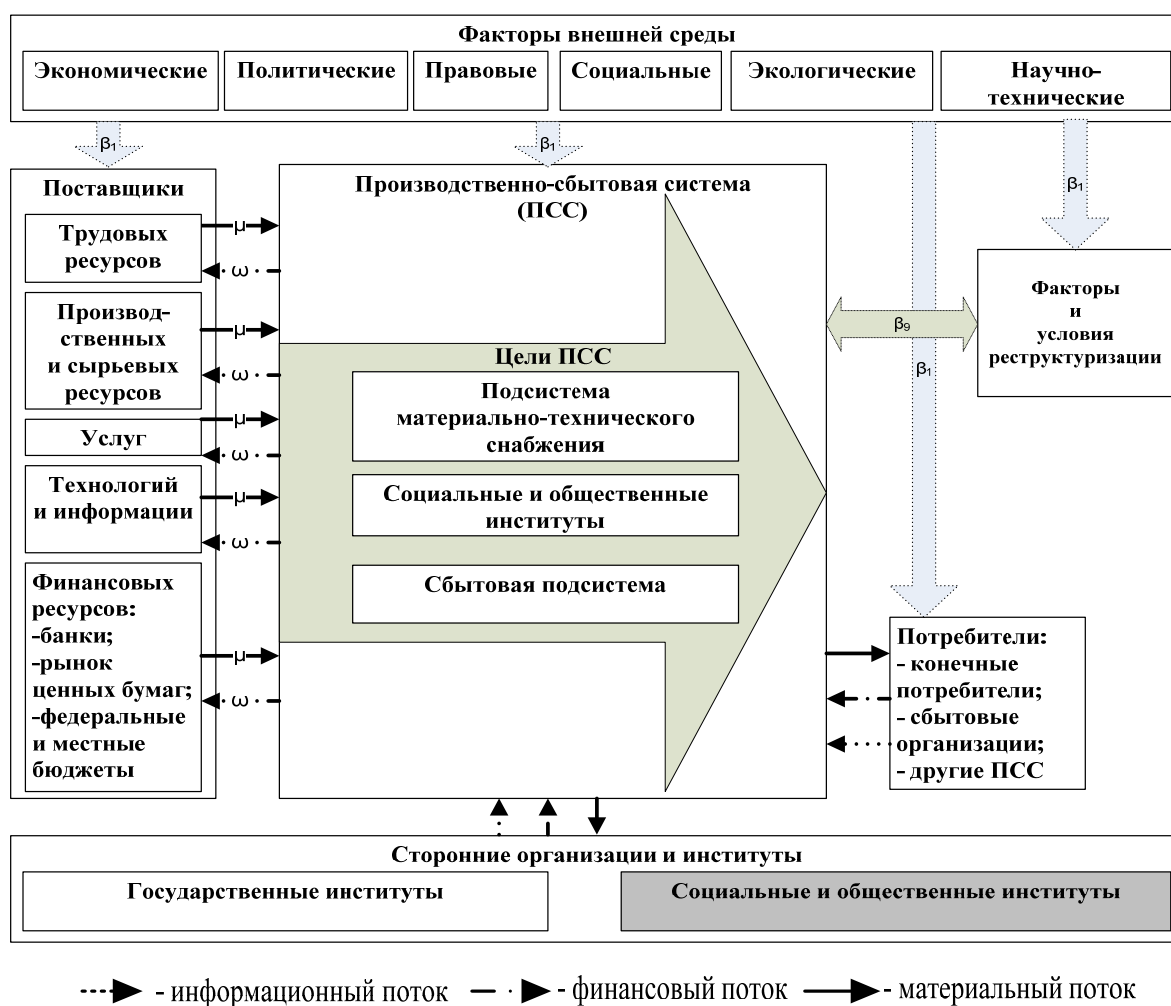 Факторы внешней среды
Экономические
Политические
Правовые
Социальные
Экологические
Научно-
технические
β₁
β₁
β₁
β₁
Поставщики
Трудовых
ресурсов
Производ-
ственных
и сырьевых
ресурсов
Услуг
Технологий
и информации
Финансовых
ресурсов:
-банки;
-рынок
ценных бумаг;
-федеральные
и местные
бюджеты
μ
ω
μ
ω
μ
ω
μ
ω
μ
ω
Производственно-сбытовая система
(ПСС)
Цели ПСС
Подсистема
материально-технического
снабжения
Социальные и общественные
институты
Сбытовая подсистема
β₉
Факторы
и
условия
реструктуризации
Потребители:
- конечные
потребители;
- сбытовые
организации;
- другие ПСС
Сторонние организации и институты
Государственные институты
Социальные и общественные институты
- информационный поток
- финансовый поток
- материальный поток